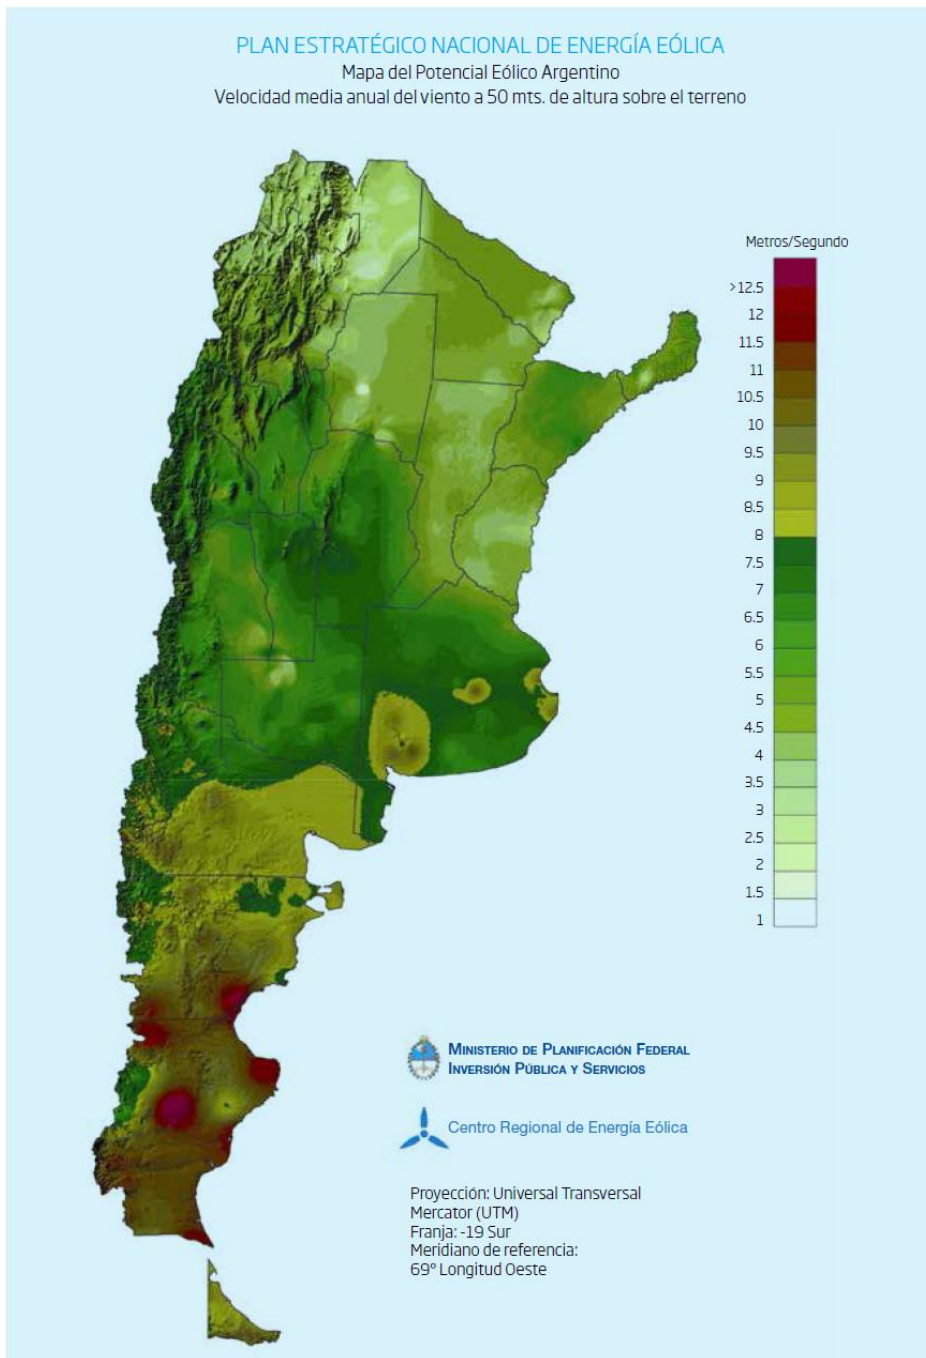 PLAN ESTRATÉGICO NACIONAL DE ENERGÍA EÓLICA
Mapa del Potencial Eólico Argentino
Velocidad media anual del viento a 50 mts. de altura sobre el terreno
Metros/Segundo
>12.5
12
11.5
11
10.5
10
9.5
9
8.5
8
7.5
7
6.5
6
5.5
5
4.5
4
3.5
3
2.5
2
1.5
1
MINISTERIO DE PLANIFICACIÓN FEDERAL
INVERSIÓN PÚBLICA Y SERVICIOS
Centro Regional de Energía Eólica
Proyección: Universal Transversal
Mercator (UTM)
Franja: -19 Sur
Meridiano de referencia:
69º Longitud Oeste